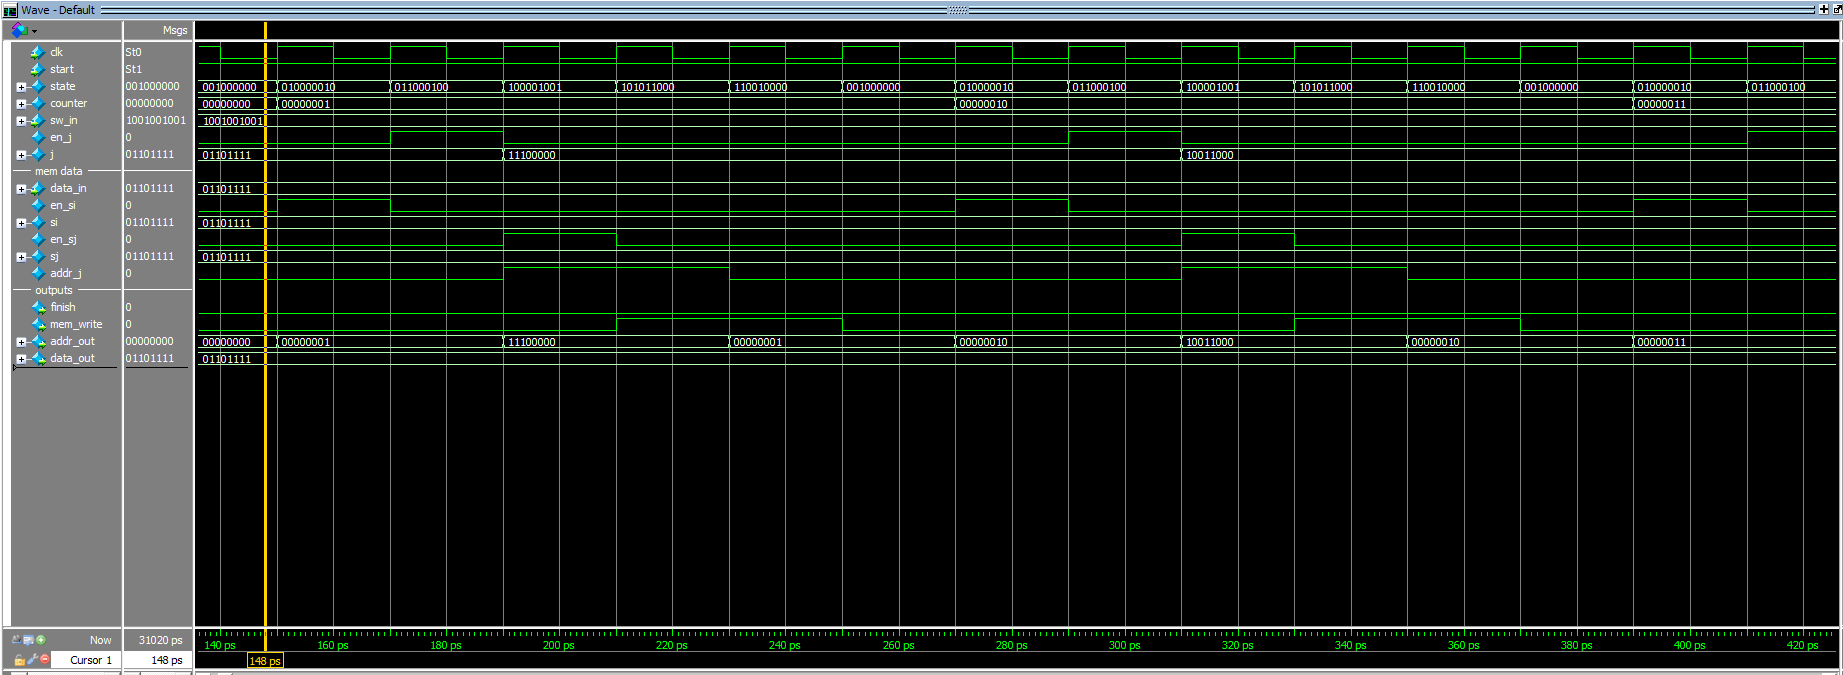 Wave - Default
Msgs
clk St0
start St1
state 001000000 001000000 010000010 011000100 100001001 101011000 110010000 001000000 010000010 011000100 100001001 101011000 110010000 001000000 010000010 011000100
counter 00000000 00000000 00000001 00000010 00000011
sw_in 1001001001 1001001001
en_j 0
j 01101111 01101111 11100000 10011000
mem data
data_in 01101111 01101111
en_si 0
si 01101111 01101111
en_sj 0
sj 01101111 01101111
addr_j 0
outputs
finish 0
mem_write 0
addr_out 00000000 00000000 00000001 11100000 00000001 00000010 10011000 00000010 00000011
data_out 01101111 01101111
Now 31020 ps 140 ps 160 ps 180 ps 200 ps 220 ps 240 ps 260 ps 280 ps 300 ps 320 ps 340 ps 360 ps 380 ps 400 ps 420 ps
Cursor 1 148 ps 148 ps